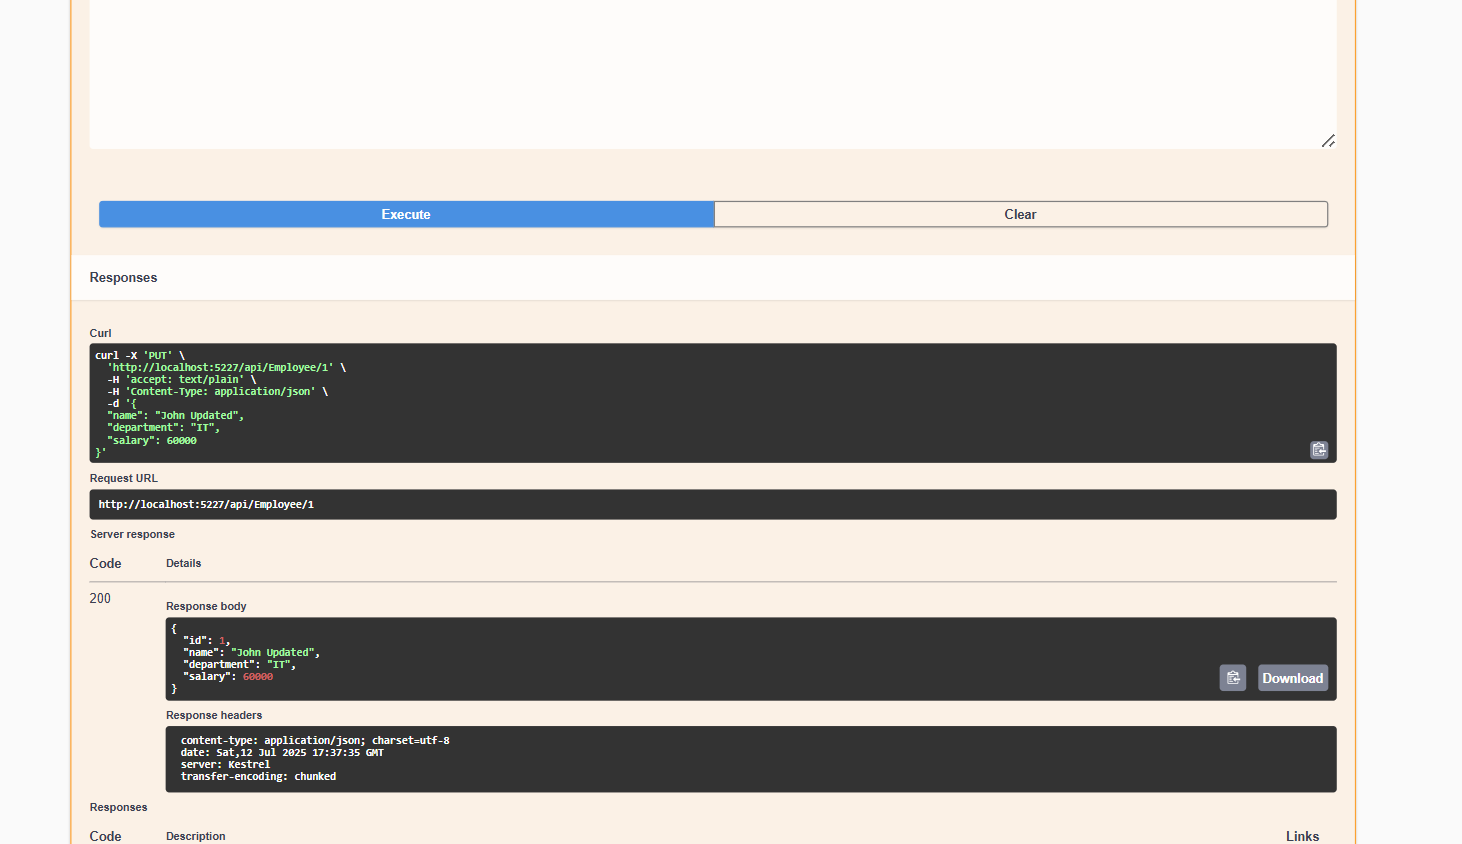 Execute
Clear
Responses
Curl
curl -X 'PUT' \
'http://localhost:5227/api/Employee/1' \
-H 'accept: text/plain' \
-H 'Content-Type: application/json' \
-d '{
"name": "John Updated",
"department": "IT",
"salary": 60000
}'
Request URL
http://localhost:5227/api/Employee/1
Server response
Code Details
200
Response body
{
"id": 1,
"name": "John Updated",
"department": "IT",
"salary": 60000
}
Download
Response headers
content-type: application/json; charset=utf-8
date: Sat,12 Jul 2025 17:37:35 GMT
server: Kestrel
transfer-encoding: chunked
Responses
Code Description Links